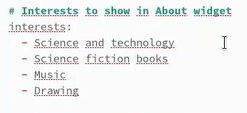 # Interests to show in About widget
interests:
- Science and technology
- Science fiction books
- Music
- Drawing